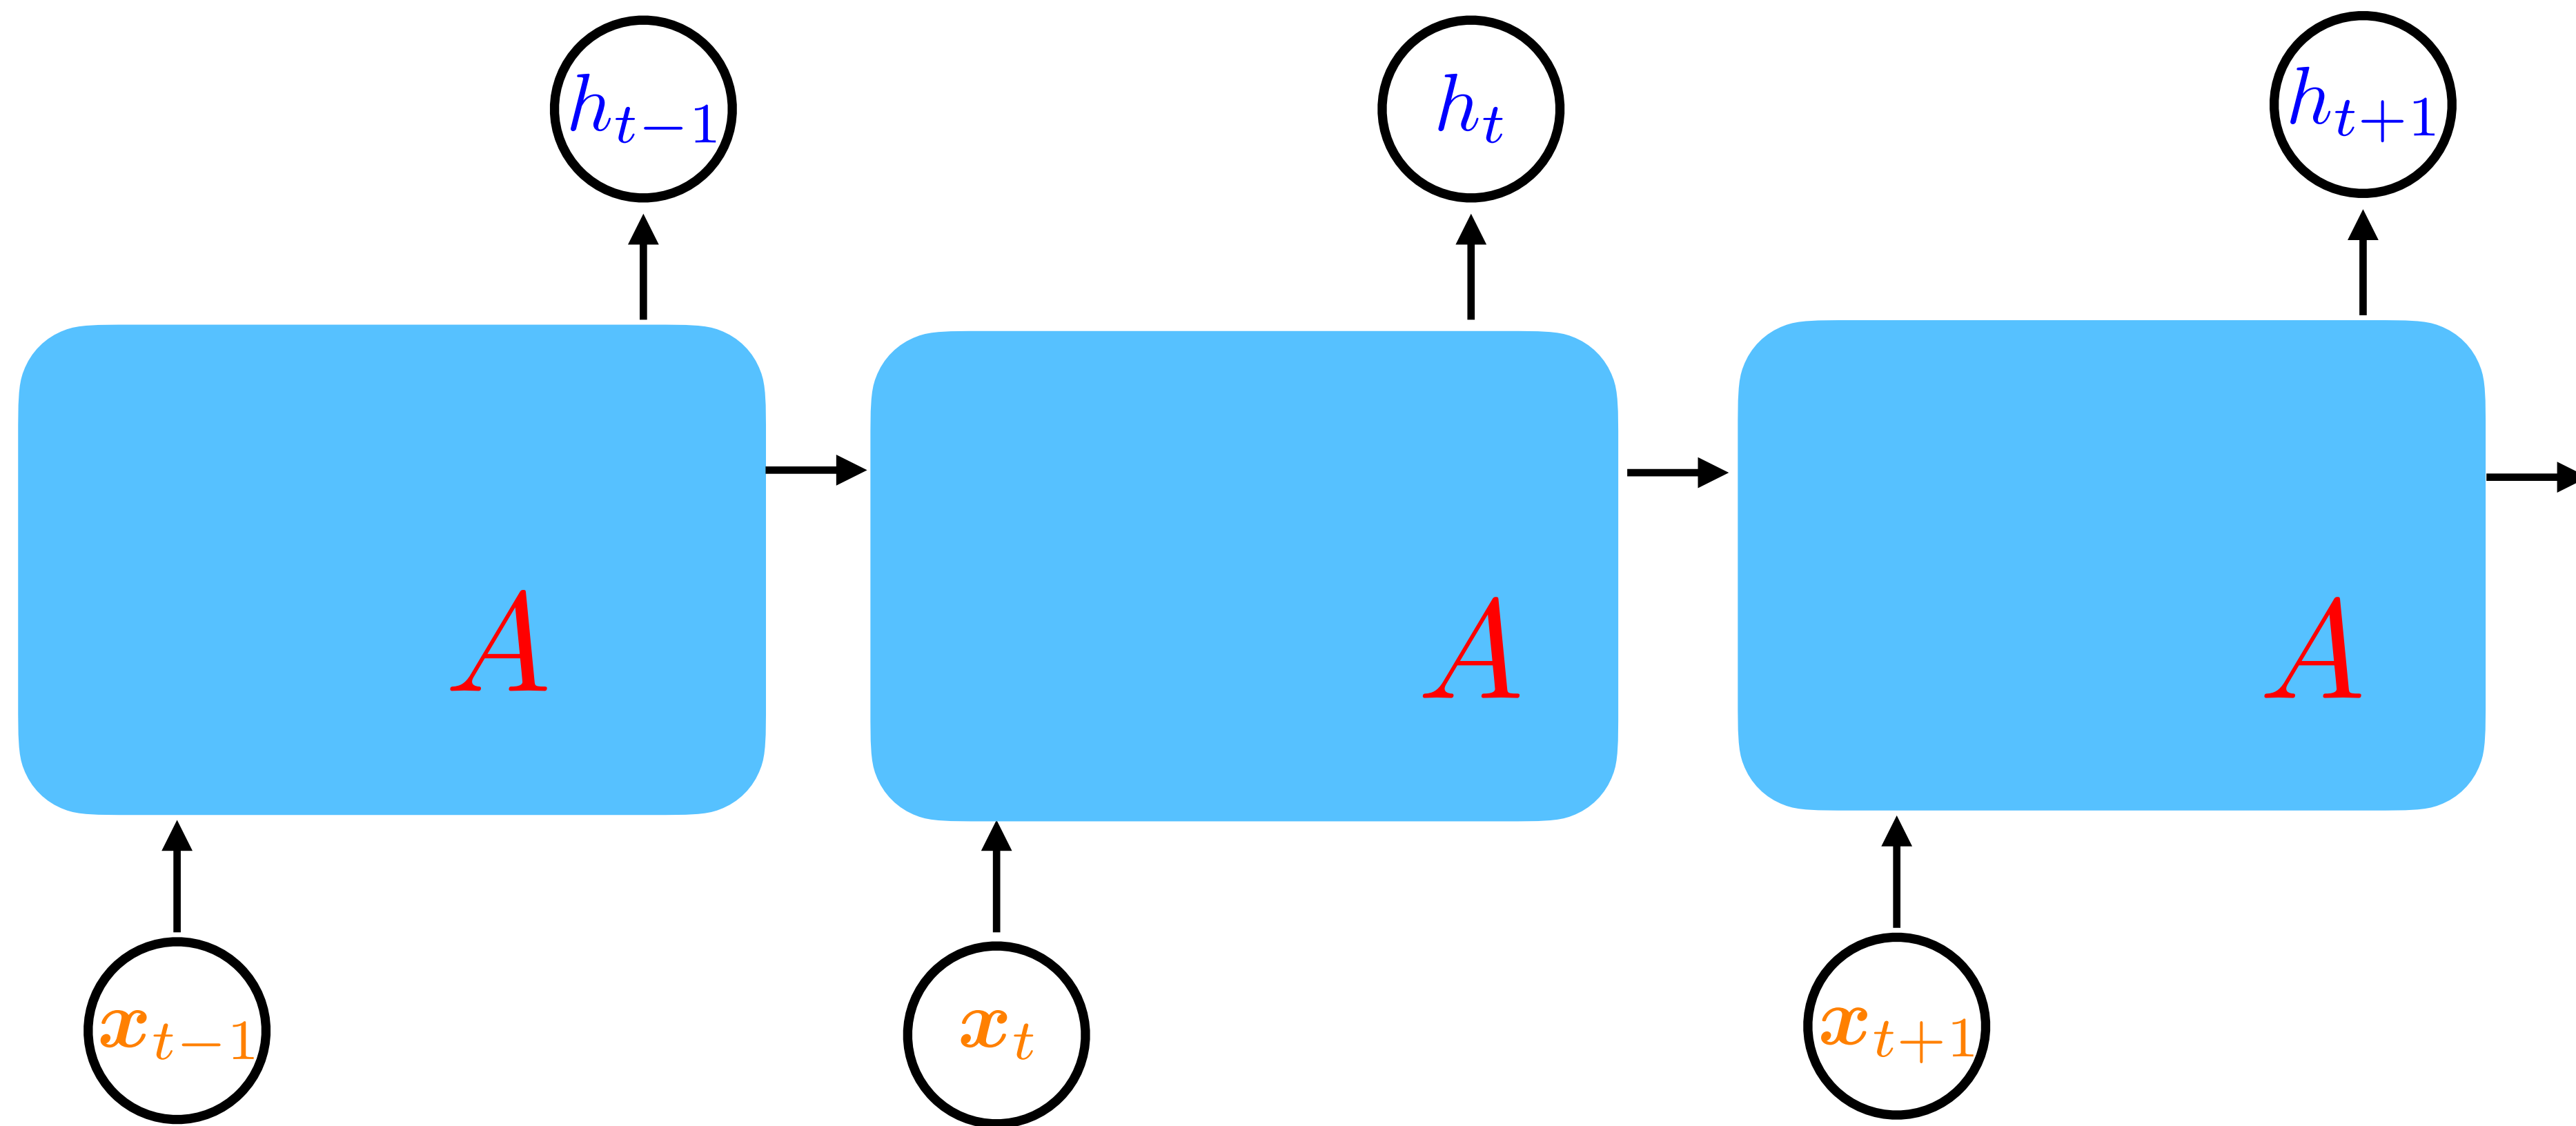 h_{t-1} h_t h_{t+1}
A A A
x_{t-1} x_t x_{t+1}